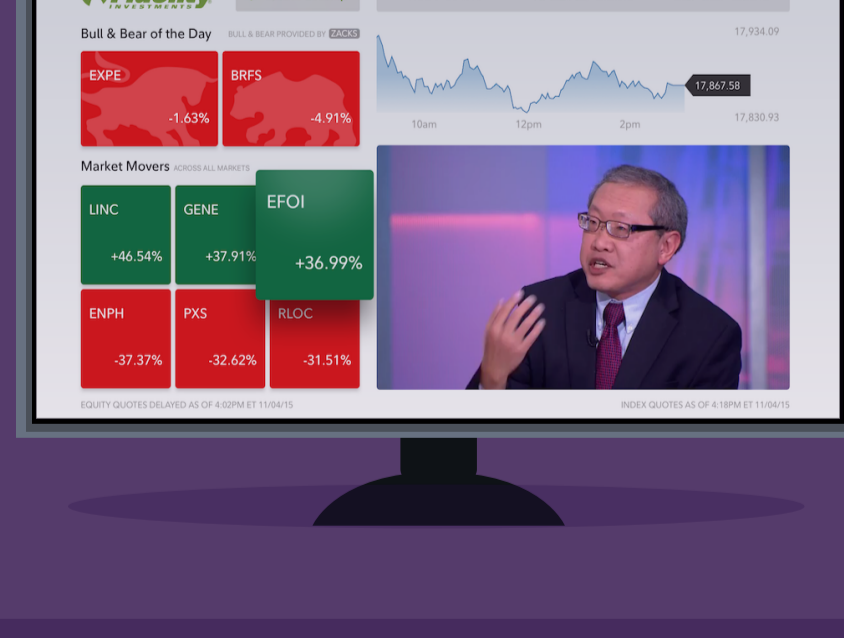 Fidelity
INVESTMENTS
Bull & Bear of the Day BULL & BEAR PROVIDED BY ZACKS
EXPE
-1.63%
BRFS
-4.91%
17,934.09
17,867.58
17,830.93
10am 12pm 2pm
Market Movers ACROSS ALL MARKETS
LINC
+46.54%
GENE
+37.91%
EFOI
+36.99%
ENPH
-37.37%
PXS
-32.62%
RLOC
-31.51%
EQUITY QUOTES DELAYED AS OF 4:02PM ET 11/04/15
INDEX QUOTES AS OF 4:18PM ET 11/04/15